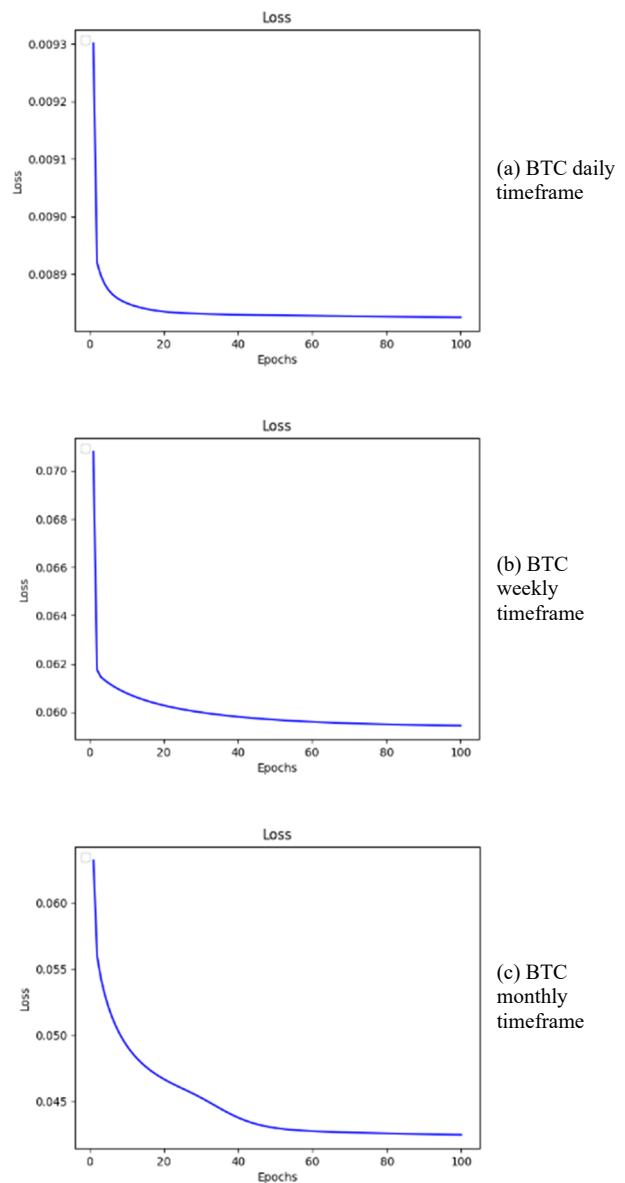 Loss
0.0093
0.0092
0.0091
0.0090
0.0089
Loss
0 20 40 60 80 100
Epochs
(a) BTC daily
timeframe
Loss
0.070
0.068
0.066
0.064
0.062
0.060
Loss
0 20 40 60 80 100
Epochs
(b) BTC
weekly
timeframe
Loss
0.060
0.055
0.050
0.045
Loss
0 20 40 60 80 100
Epochs
(c) BTC
monthly
timeframe